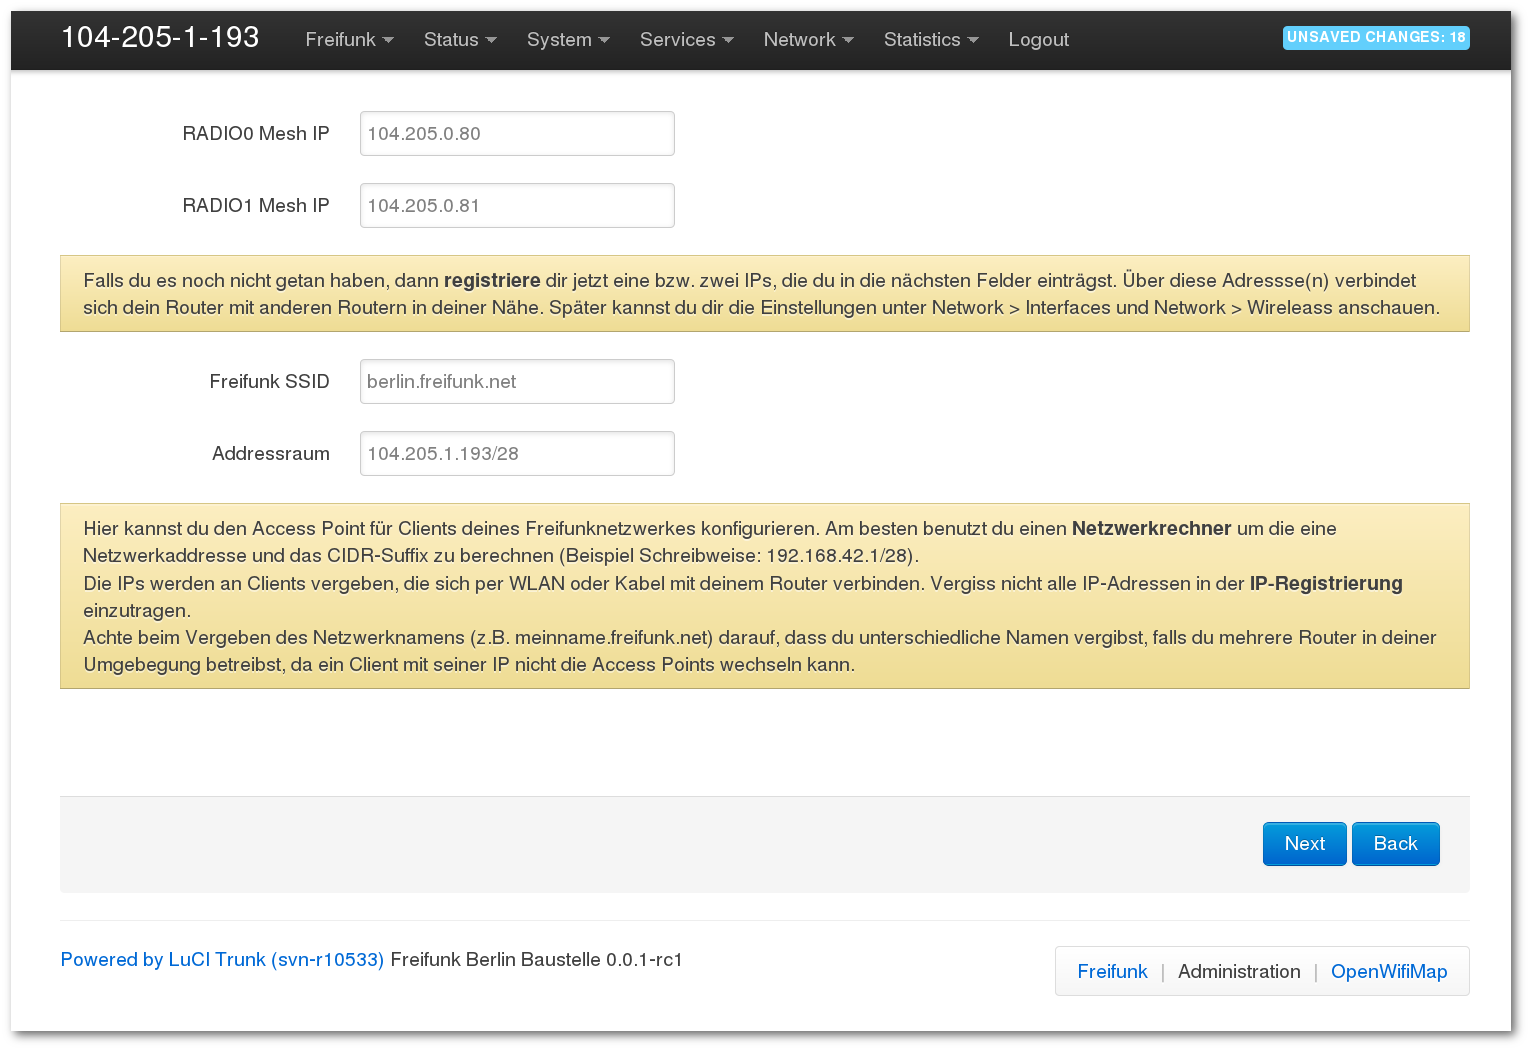 104-205-1-193 Freifunk Status System Services Network Statistics Logout UNSAVED CHANGES: 18
RADIO0 Mesh IP 104.205.0.80
RADIO1 Mesh IP 104.205.0.81
Falls du es noch nicht getan haben, dann registriere dir jetzt eine bzw. zwei IPs, die du in die nächsten Felder einträgst. Über diese Adressse(n) verbindet
sich dein Router mit anderen Routern in deiner Nähe. Später kannst du dir die Einstellungen unter Network > Interfaces und Network > Wireleass anschauen.
Freifunk SSID berlin.freifunk.net
Addressraum 104.205.1.193/28
Hier kannst du den Access Point für Clients deines Freifunknetzwerkes konfigurieren. Am besten benutzt du einen Netzwerkrechner um die eine
Netzwerkaddresse und das CIDR-Suffix zu berechnen (Beispiel Schreibweise: 192.168.42.1/28).
Die IPs werden an Clients vergeben, die sich per WLAN oder Kabel mit deinem Router verbinden. Vergiss nicht alle IP-Adressen in der IP-Registrierung
einzutragen.
Achte beim Vergeben des Netzwerknamens (z.B. meinname.freifunk.net) darauf, dass du unterschiedliche Namen vergibst, falls du mehrere Router in deiner
Umgebegung betreibst, da ein Client mit seiner IP nicht die Access Points wechseln kann.
Next Back
Powered by LuCI Trunk (svn-r10533) Freifunk Berlin Baustelle 0.0.1-rc1 Freifunk | Administration | OpenWifiMap